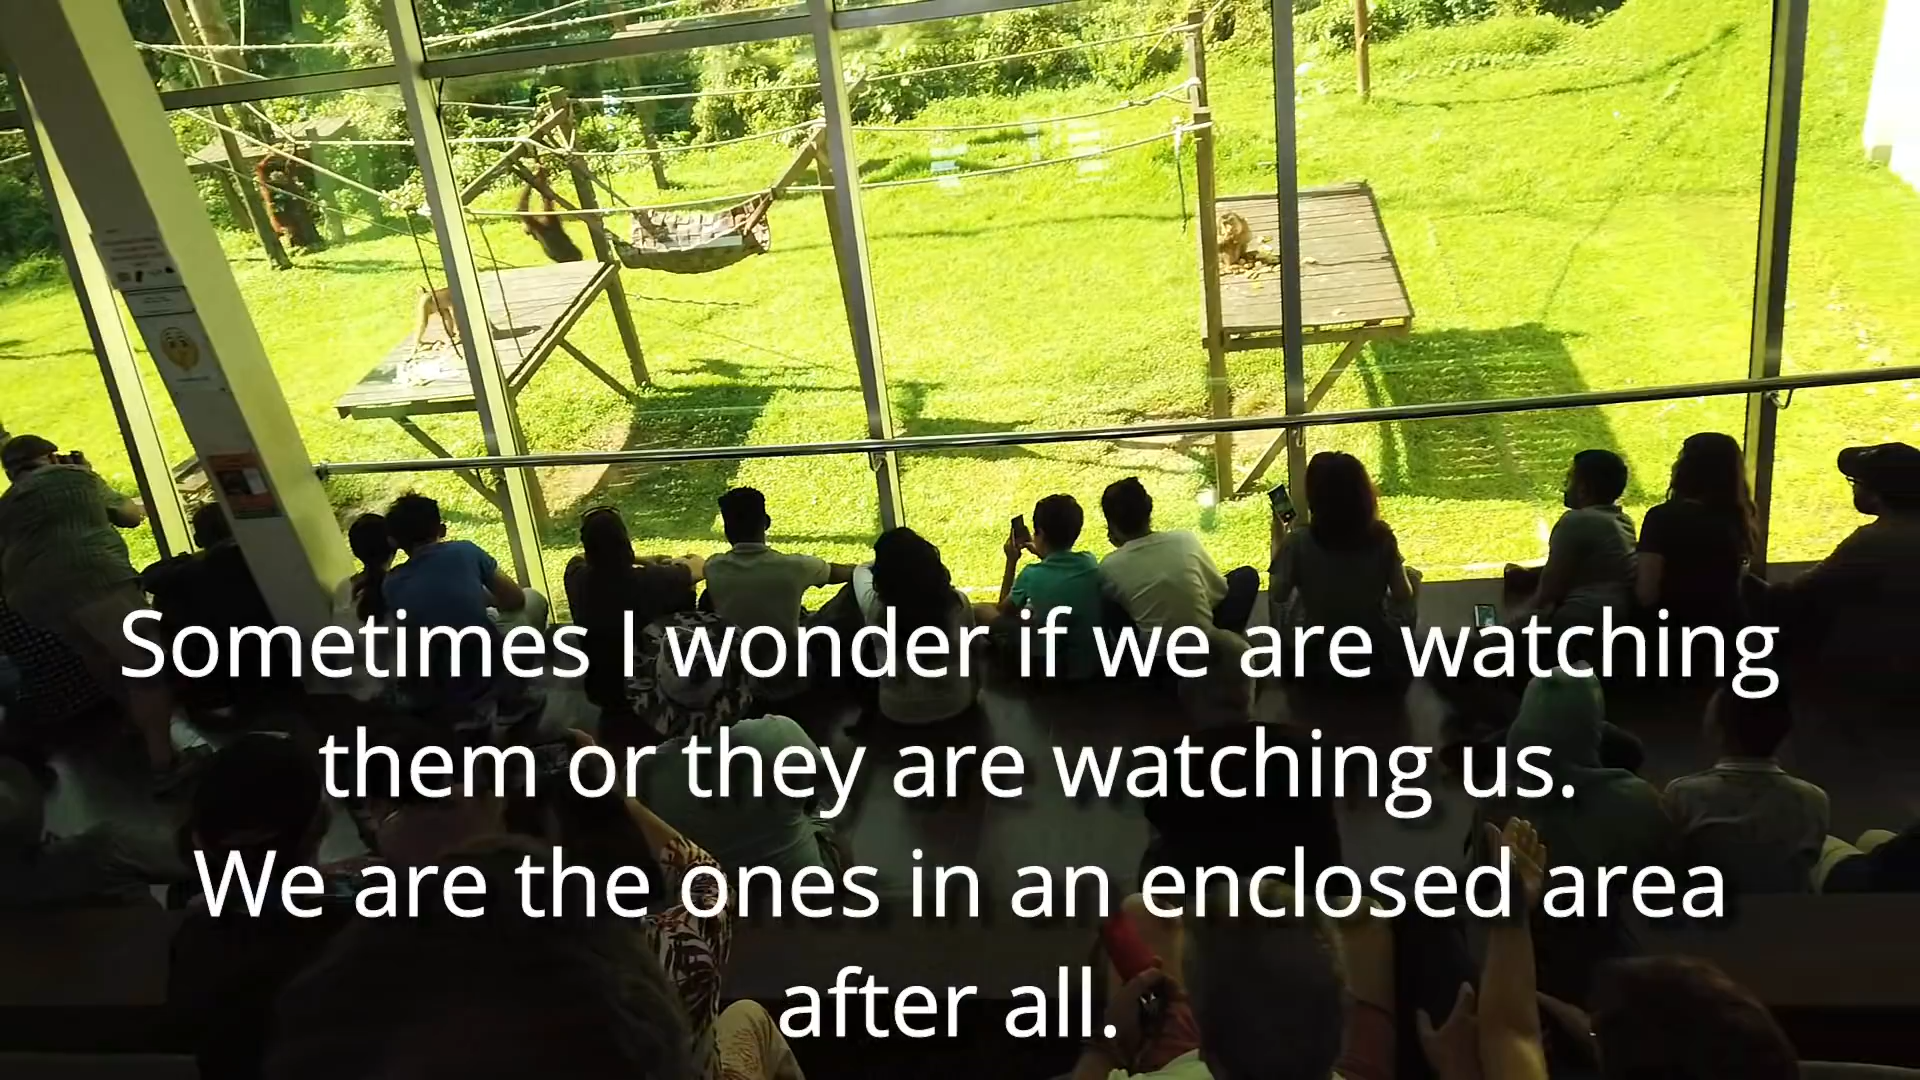 Sometimes I wonder if we are watching
them or they are watching us.
We are the ones in an enclosed area
after all.